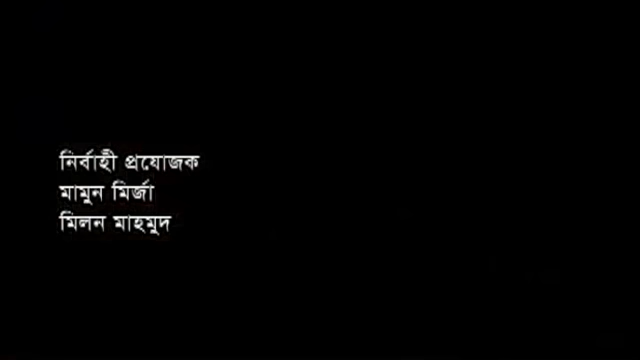 নির্বাহী প্রযোজক
মামুন মির্জা
মিলন মাহমুদ